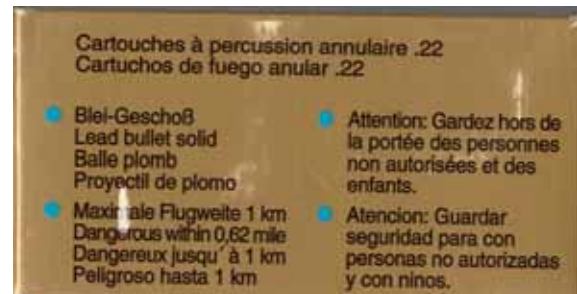 Cartouches à percussion annulaire .22
Cartuchos de fuego anular .22
Blei-Geschoß
Lead bullet solid
Balle plomb
Proyectil de plomo
Maximale Flugweite 1 km
Dangerous within 0,62 mile
Dangereux jusqu´ à 1 km
Peligroso hasta 1 km
Attention: Gardez hors de
la portée des personnes
non autorisées et des
enfants.
Atencion: Guardar
seguridad para con
personas no autorizadas
y con ninos.